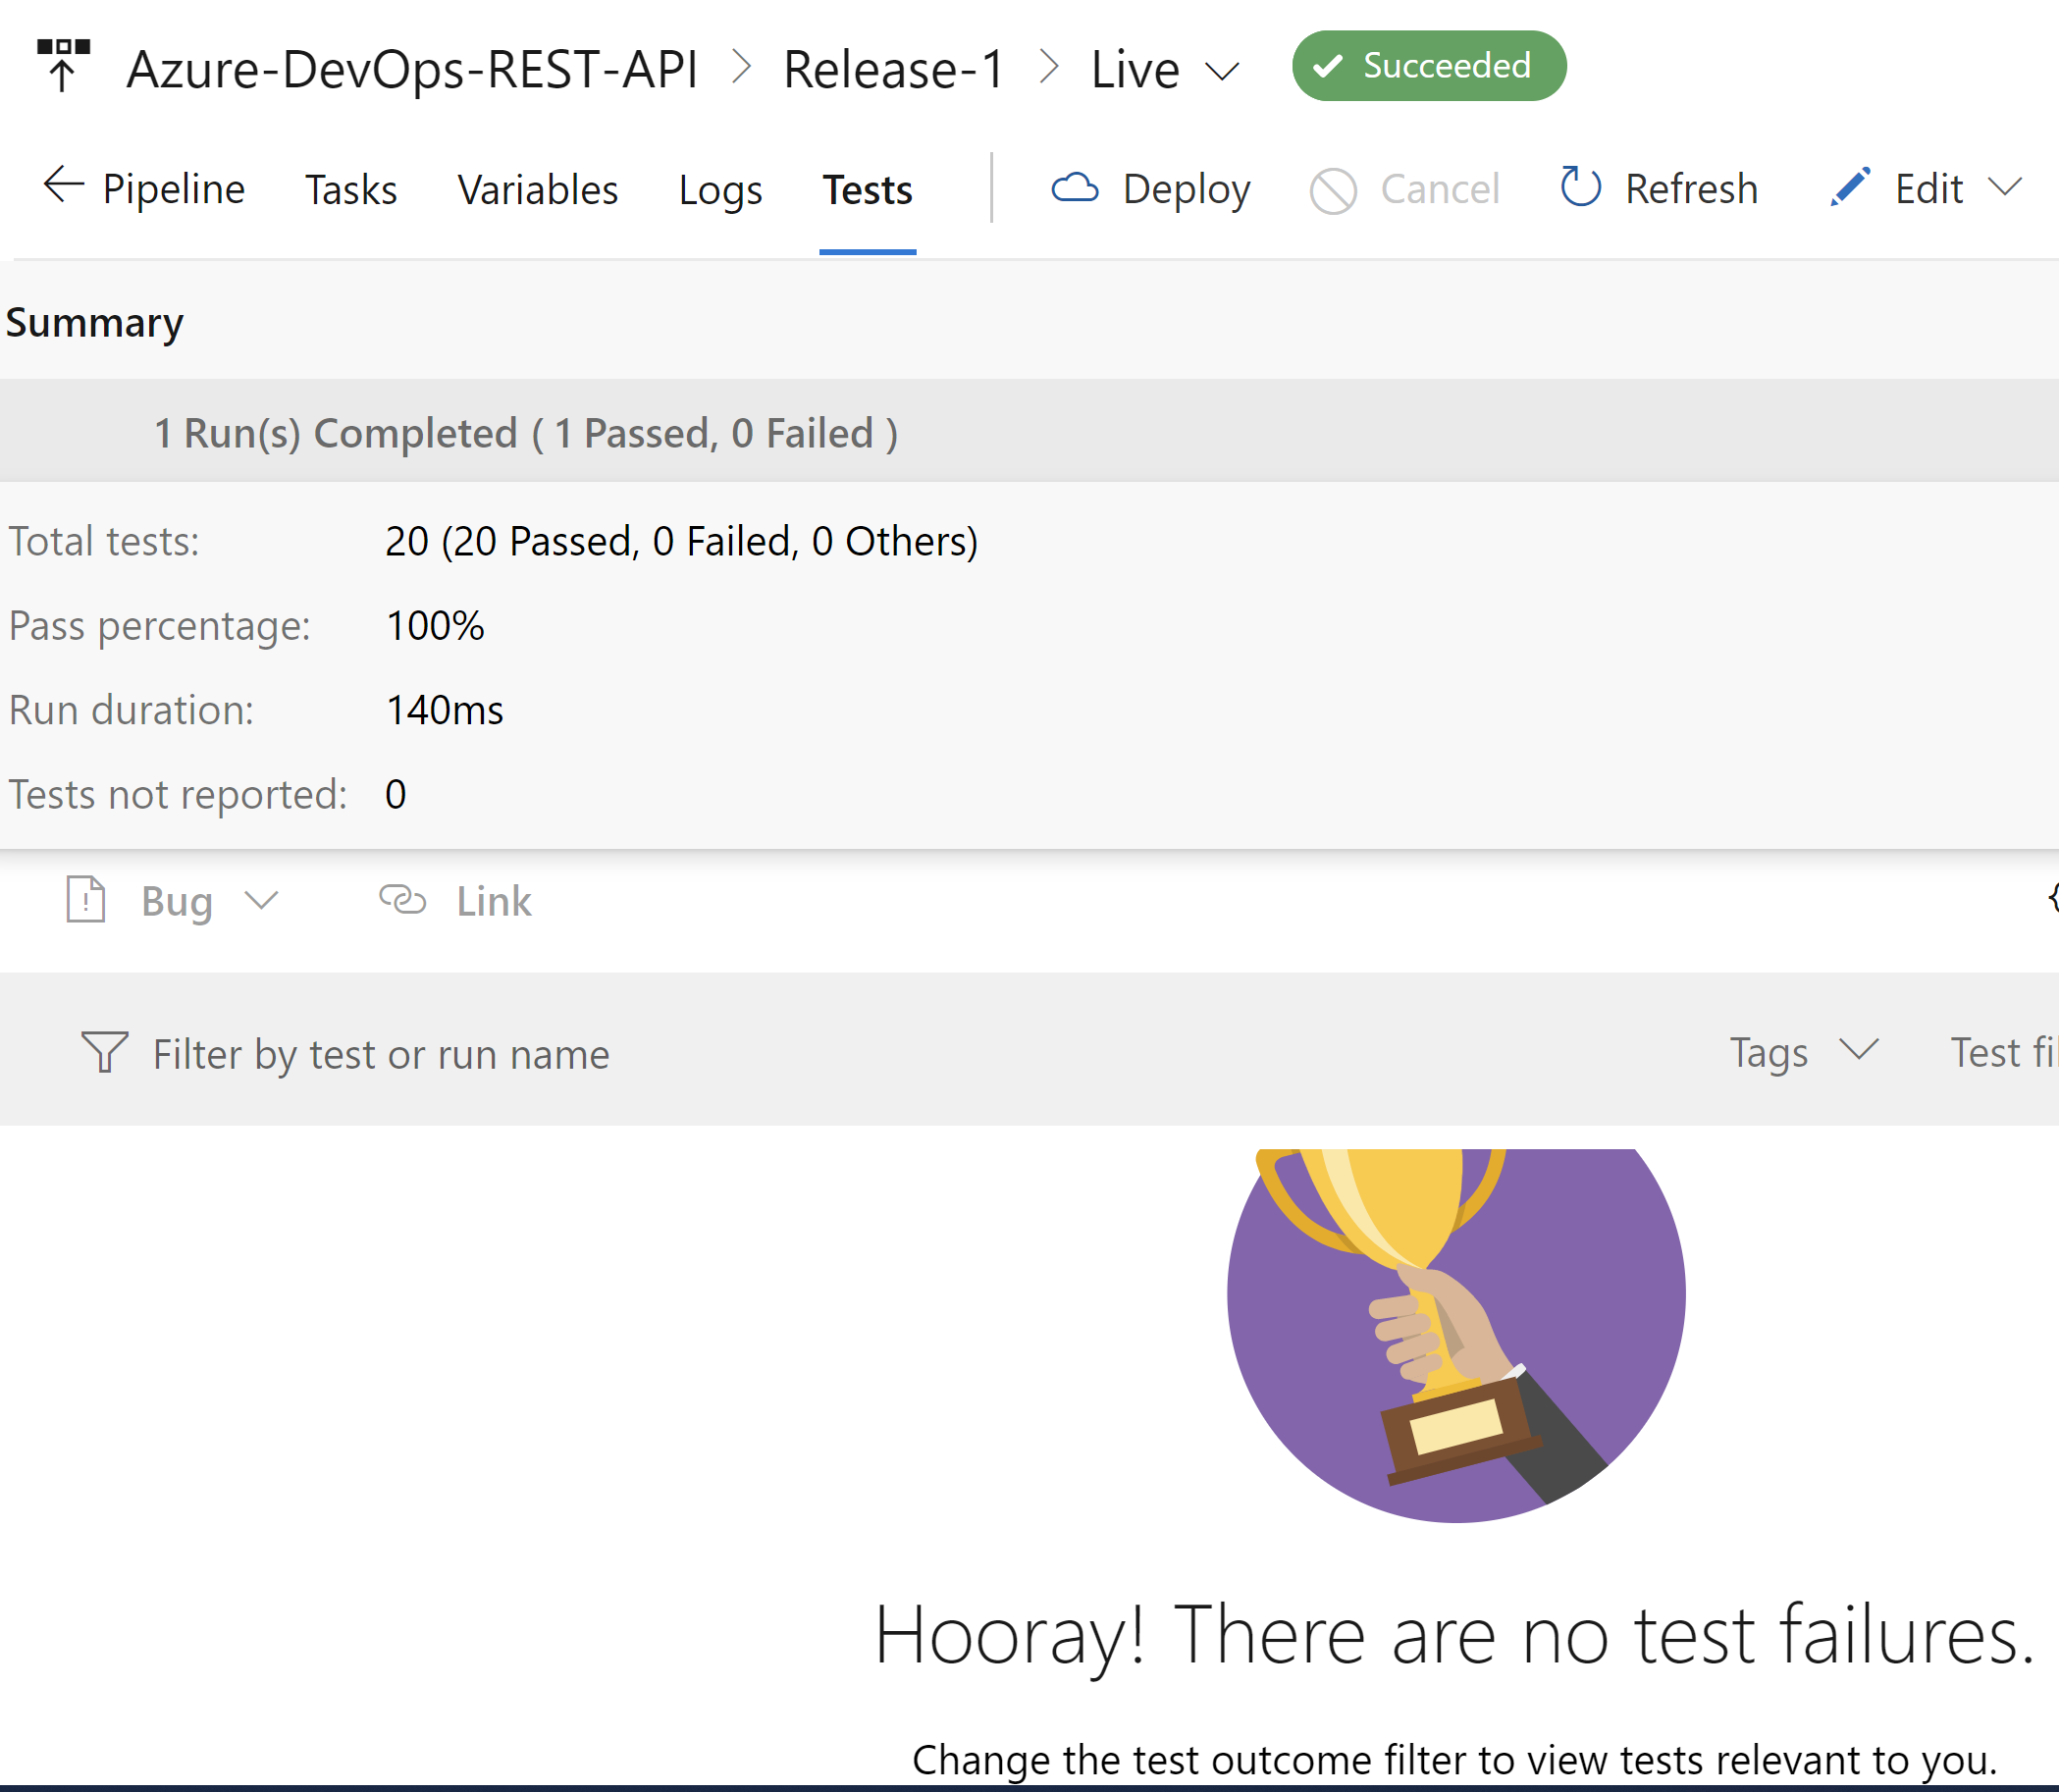 Azure-DevOps-REST-API > Release-1 > Live Succeeded
Pipeline Tasks Variables Logs Tests Deploy Cancel Refresh Edit
Summary
1 Run(s) Completed ( 1 Passed, 0 Failed )
Total tests: 20 (20 Passed, 0 Failed, 0 Others)
Pass percentage: 100%
Run duration: 140ms
Tests not reported: 0
Bug Link
Filter by test or run name Tags Test
Hooray! There are no test failures.
Change the test outcome filter to view tests relevant to you.